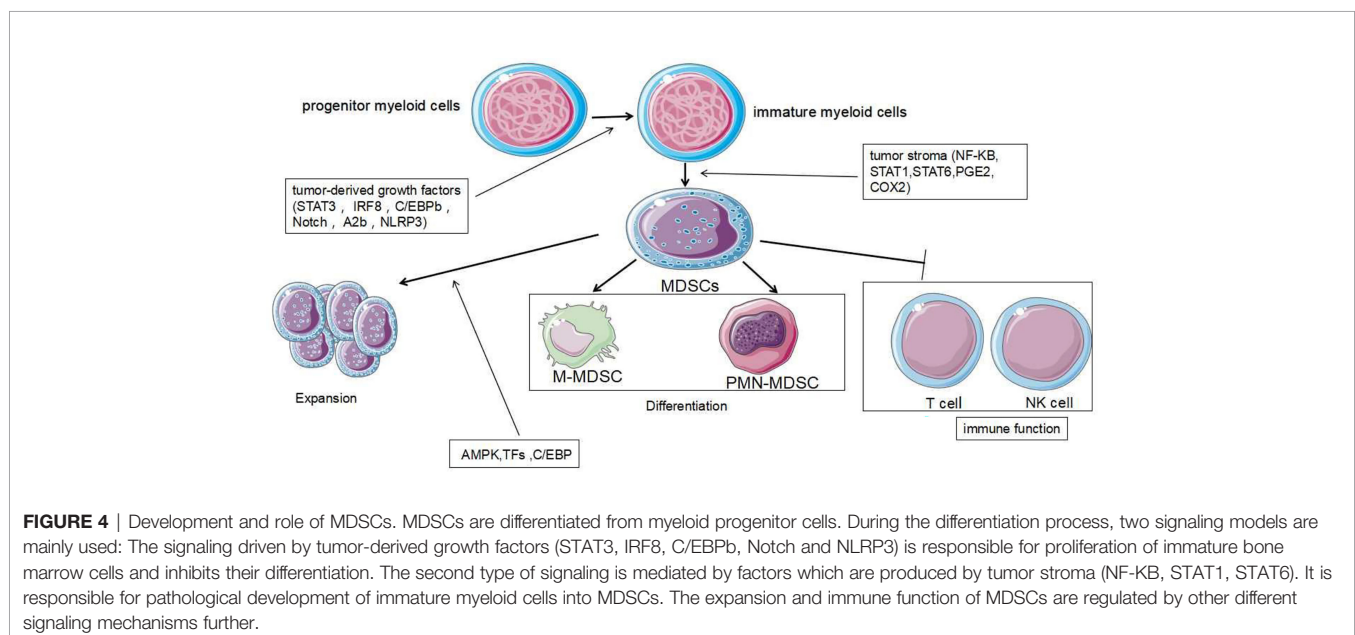 progenitor myeloid cells
immature myeloid cells
tumor stroma (NF-KB,
STAT1,STAT6,PGE2,
COX2)
tumor-derived growth factors
(STAT3 , IRF8 , C/EBPb ,
Notch , A2b , NLRP3)
MDSCs
M-MDSC
PMN-MDSC
Expansion
Differentiation
T cell
NK cell
immune function
AMPK,TFs ,C/EBP
FIGURE 4 | Development and role of MDSCs. MDSCs are differentiated from myeloid progenitor cells. During the differentiation process, two signaling models are
mainly used: The signaling driven by tumor-derived growth factors (STAT3, IRF8, C/EBPb, Notch and NLRP3) is responsible for proliferation of immature bone
marrow cells and inhibits their differentiation. The second type of signaling is mediated by factors which are produced by tumor stroma (NF-KB, STAT1, STAT6). It is
responsible for pathological development of immature myeloid cells into MDSCs. The expansion and immune function of MDSCs are regulated by other different
signaling mechanisms further.